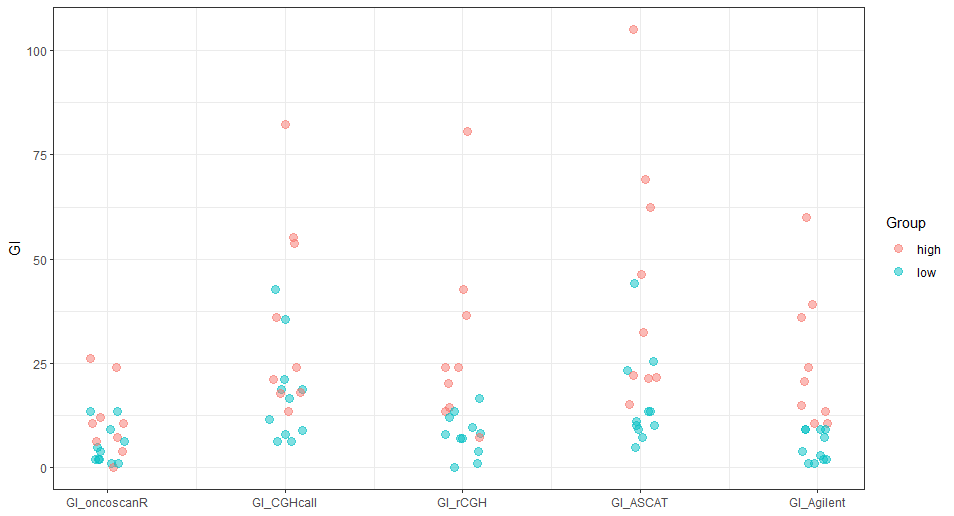 GI
100
75
50
25
0
GI_oncoscanR
GI_CGHcall
GI_rCGH
GI_ASCAT
GI_Agilent
Group
high
low